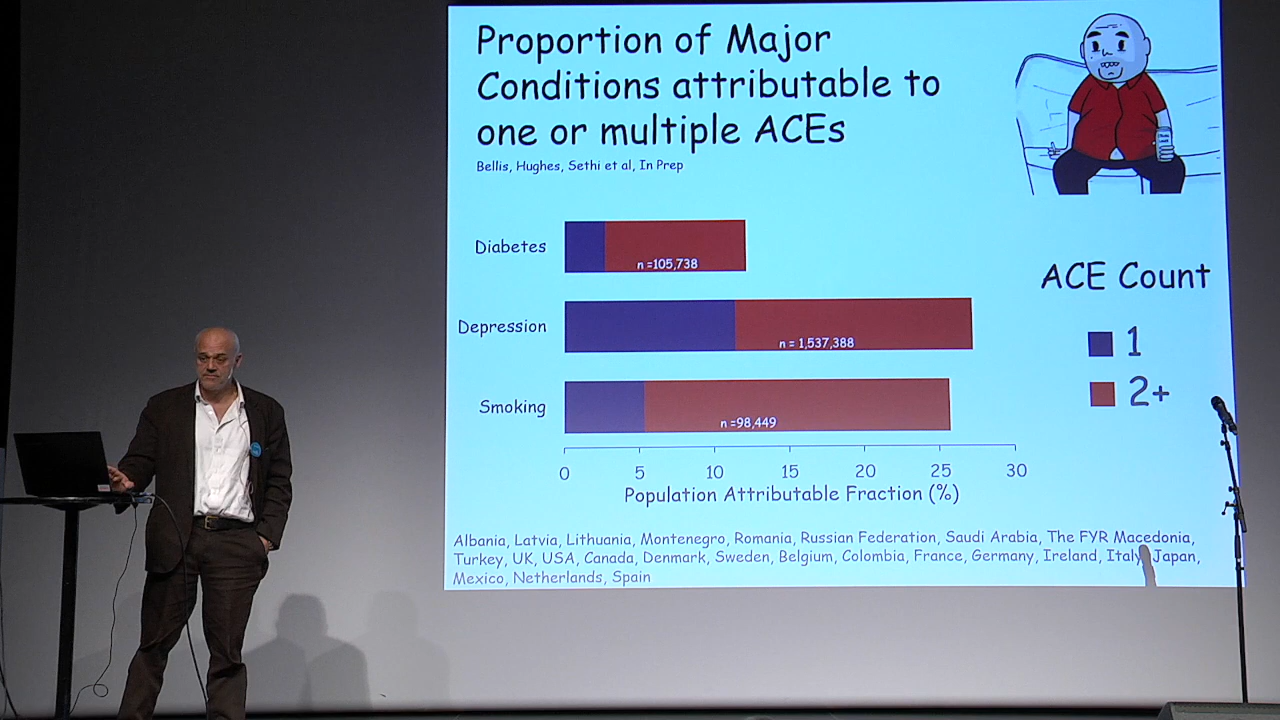 Proportion of Major
Conditions attributable to
one or multiple ACEs
Bellis, Hughes, Sethi et al, In Prep
Diabetes
n =105,738
Depression
n = 1,537,388
Smoking
n =98,449
0 5 10 15 20 25 30
Population Attributable Fraction (%)
ACE Count
1
2+
Albania, Latvia, Lithuania, Montenegro, Romania, Russian Federation, Saudi Arabia, The FYR Macedonia,
Turkey, UK, USA, Canada, Denmark, Sweden, Belgium, Colombia, France, Germany, Ireland, Italy, Japan,
Mexico, Netherlands, Spain